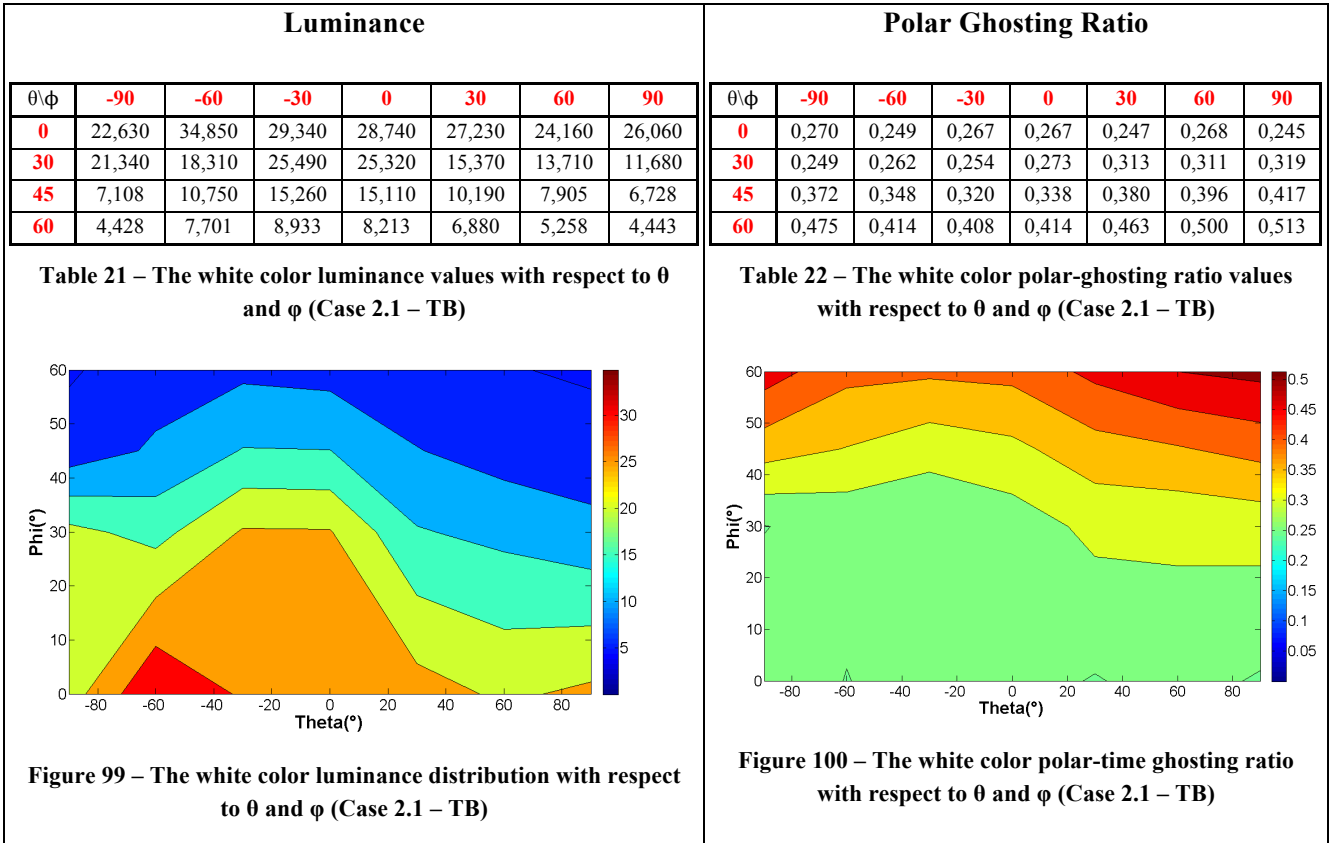 Luminance
θ\ϕ -90 -60 -30 0 30 60 90
0 22,630 34,850 29,340 28,740 27,230 24,160 26,060
30 21,340 18,310 25,490 25,320 15,370 13,710 11,680
45 7,108 10,750 15,260 15,110 10,190 7,905 6,728
60 4,428 7,701 8,933 8,213 6,880 5,258 4,443
Table 21 – The white color luminance values with respect to θ
and φ (Case 2.1 – TB)
60
50
40
30
20
10
0
Phi(°)
-80 -60 -40 -20 0 20 40 60 80
Theta(°)
30
25
20
15
10
5
Figure 99 – The white color luminance distribution with respect
to θ and φ (Case 2.1 – TB)
Polar Ghosting Ratio
θ\ϕ -90 -60 -30 0 30 60 90
0 0,270 0,249 0,267 0,267 0,247 0,268 0,245
30 0,249 0,262 0,254 0,273 0,313 0,311 0,319
45 0,372 0,348 0,320 0,338 0,380 0,396 0,417
60 0,475 0,414 0,408 0,414 0,463 0,500 0,513
Table 22 – The white color polar-ghosting ratio values
with respect to θ and φ (Case 2.1 – TB)
60
50
40
30
20
10
0
Phi(°)
-80 -60 -40 -20 0 20 40 60 80
Theta(°)
0.5
0.45
0.4
0.35
0.3
0.25
0.2
0.15
0.1
0.05
Figure 100 – The white color polar-time ghosting ratio
with respect to θ and φ (Case 2.1 – TB)